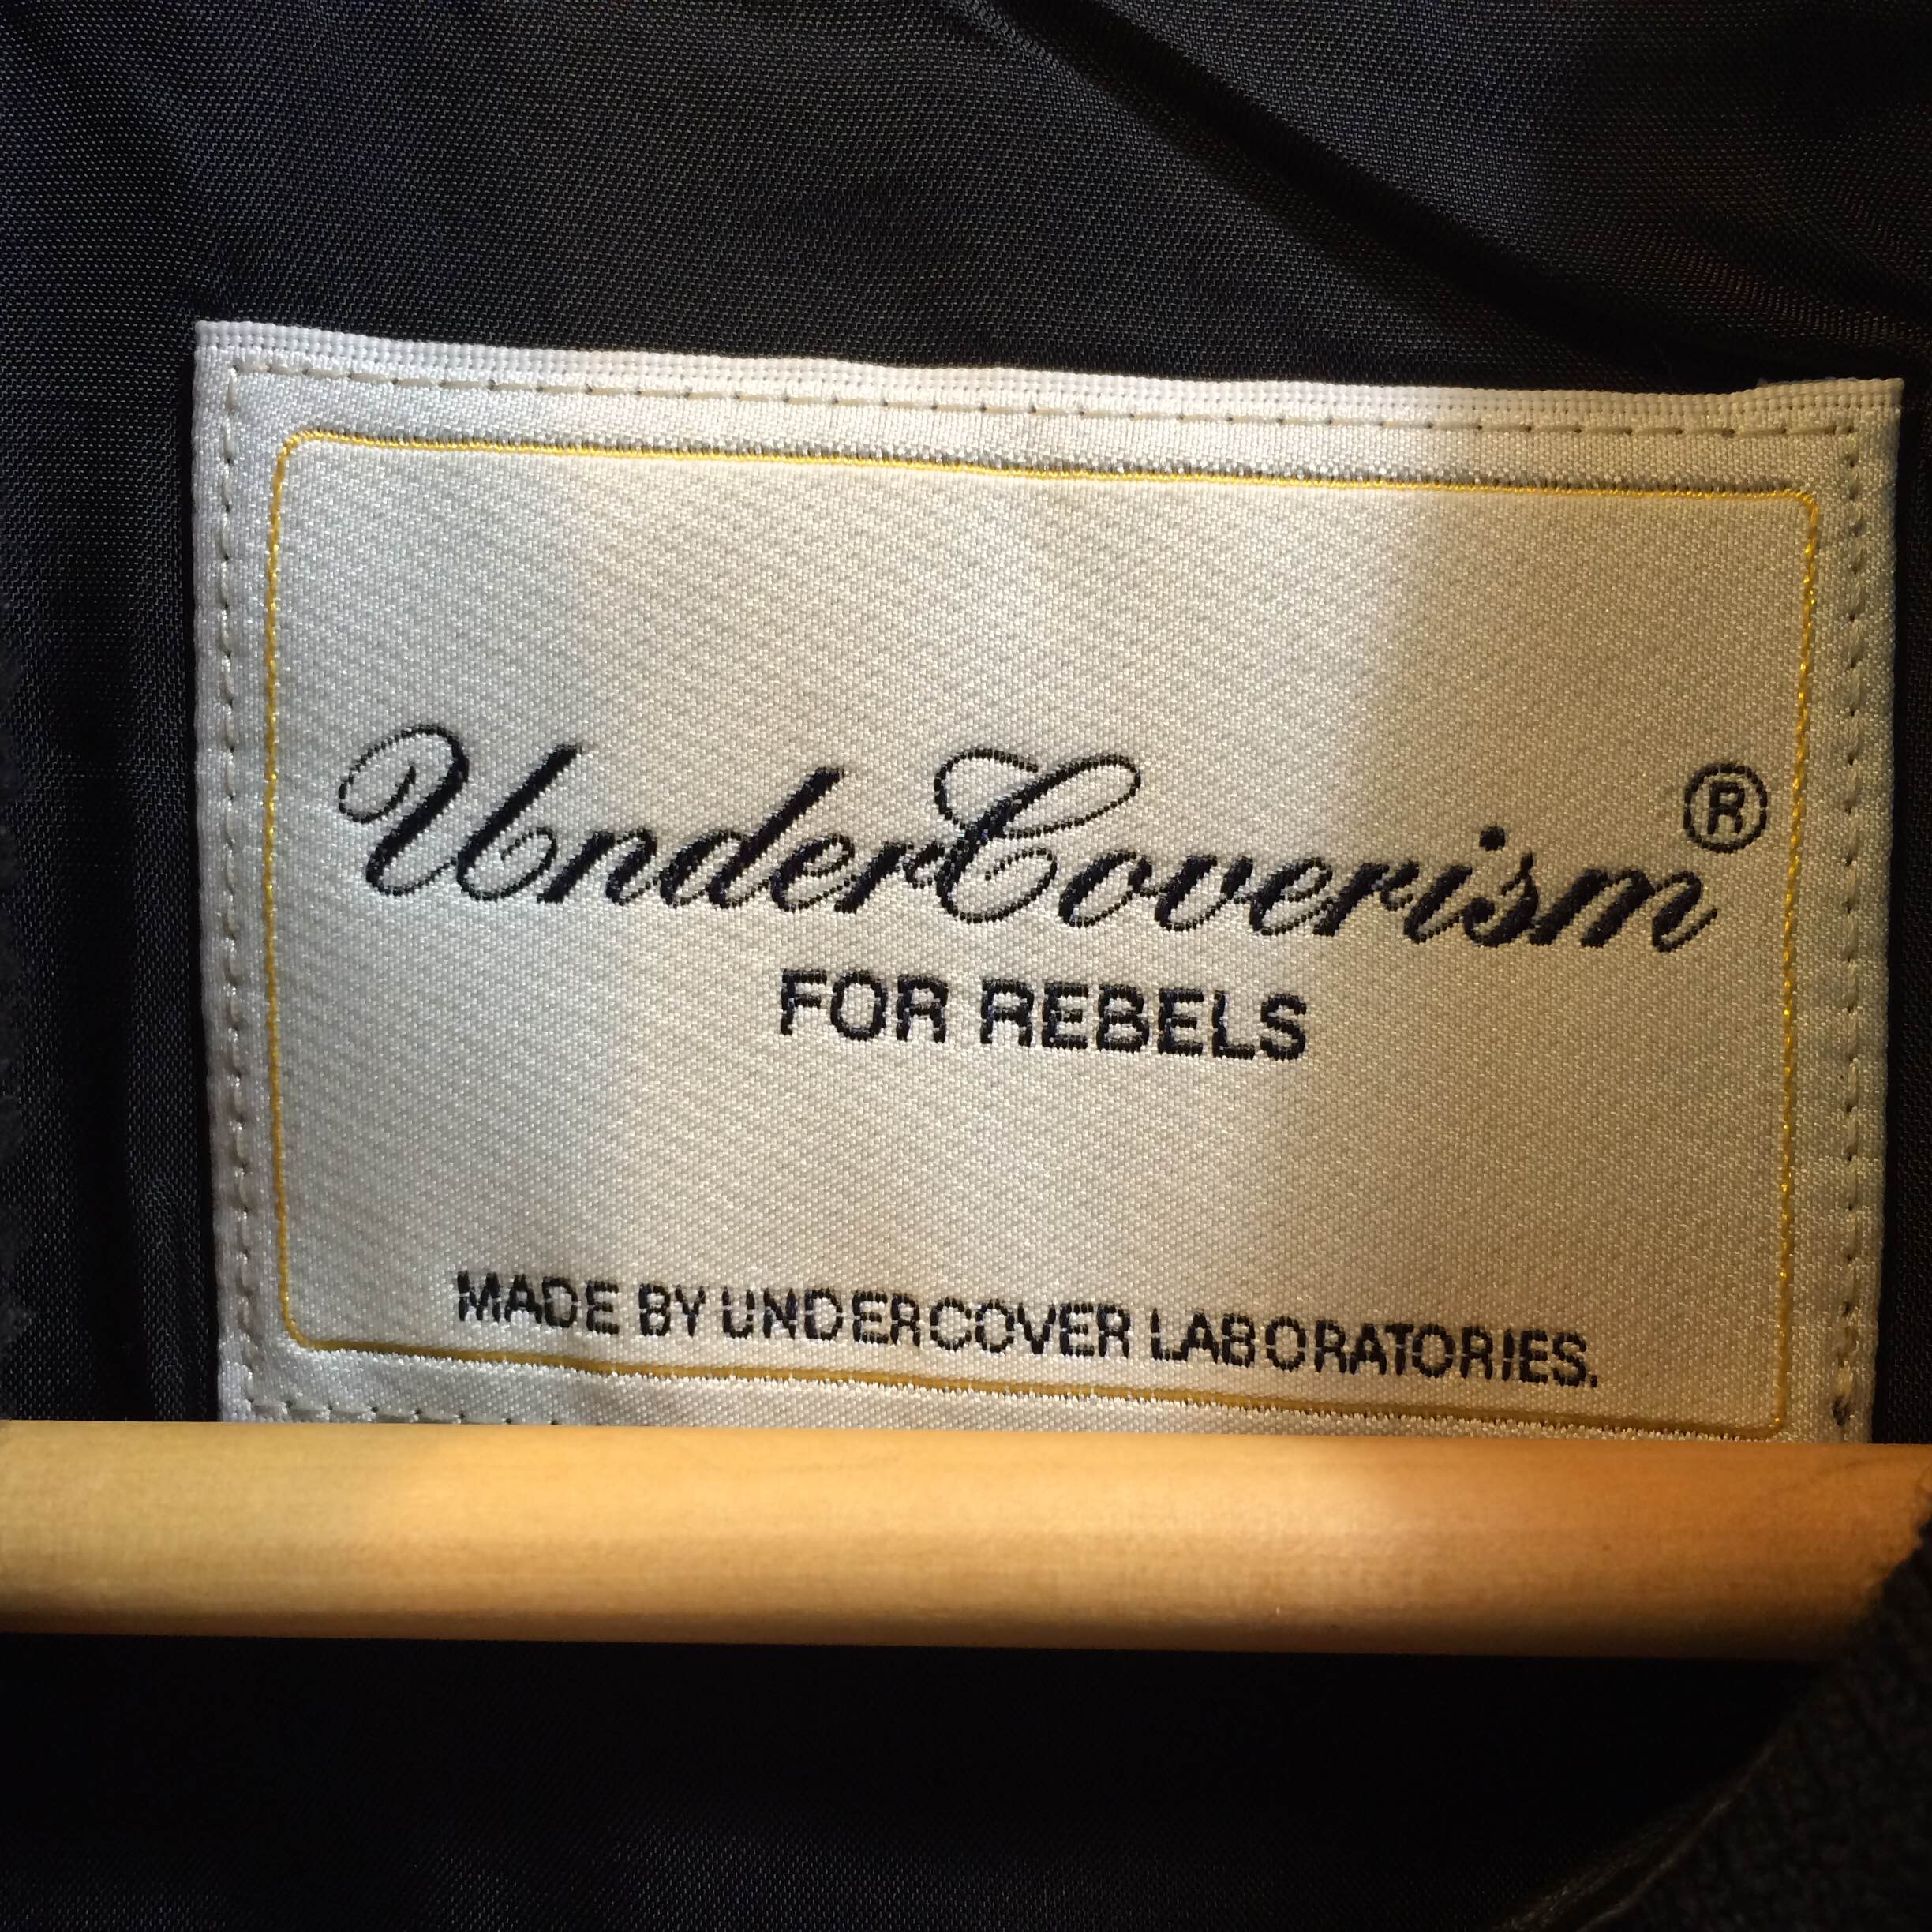 UnderCoverism®
FOR REBELS
MADE BY UNDERCOVER LABORATORIES.